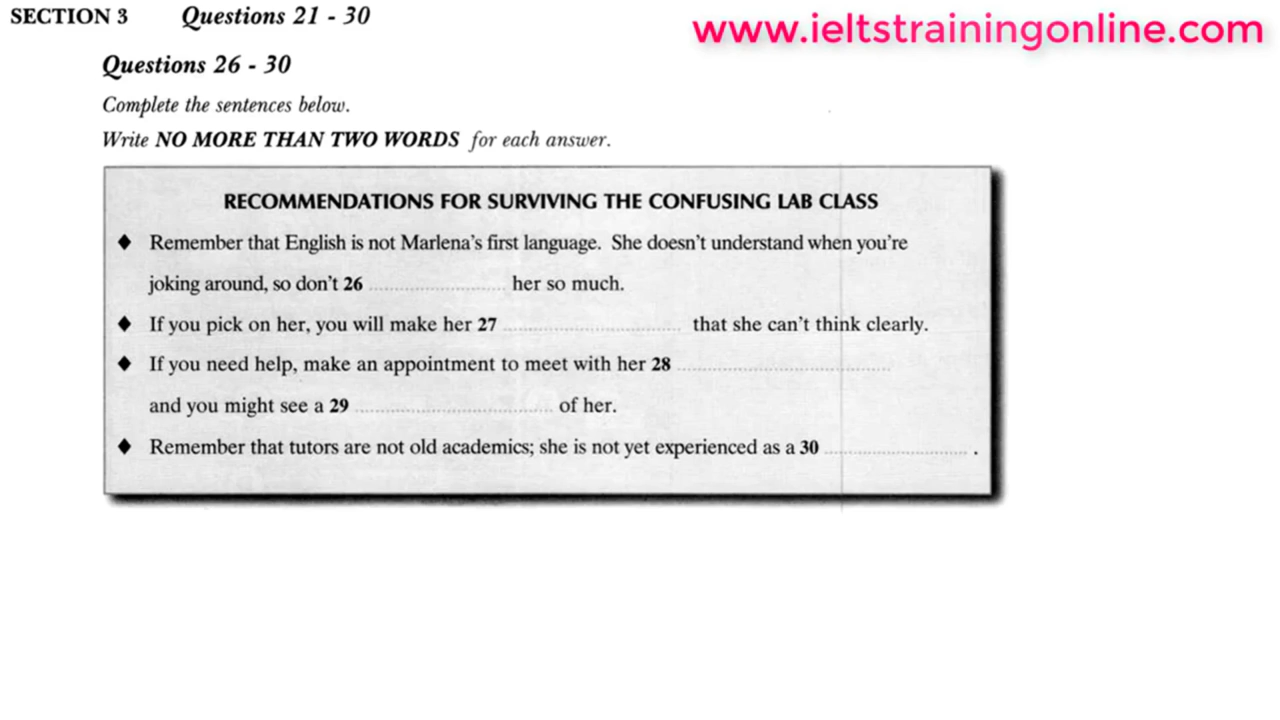 SECTION 3 Questions 21 - 30
www.ieltstrainingonline.com
Questions 26 - 30
Complete the sentences below.
Write NO MORE THAN TWO WORDS for each answer.
RECOMMENDATIONS FOR SURVIVING THE CONFUSING LAB CLASS
♦ Remember that English is not Marlena's first language. She doesn't understand when you're
joking around, so don't 26 ........................ her so much.
♦ If you pick on her, you will make her 27 ................................ that she can't think clearly.
♦ If you need help, make an appointment to meet with her 28 ......................................
and you might see a 29 .................................... of her.
♦ Remember that tutors are not old academics; she is not yet experienced as a 30 .......................... .